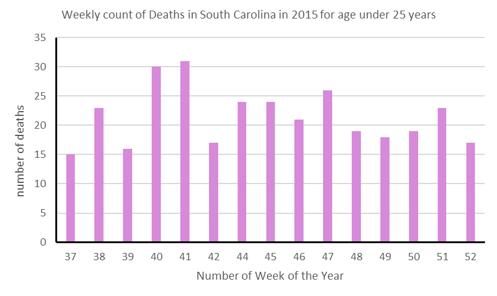 Weekly count of Deaths in South Carolina in 2015 for age under 25 years
35
30
25
20
15
10
5
0
number of deaths
37 38 39 40 41 42 44 45 46 47 48 49 50 51 52
Number of Week of the Year